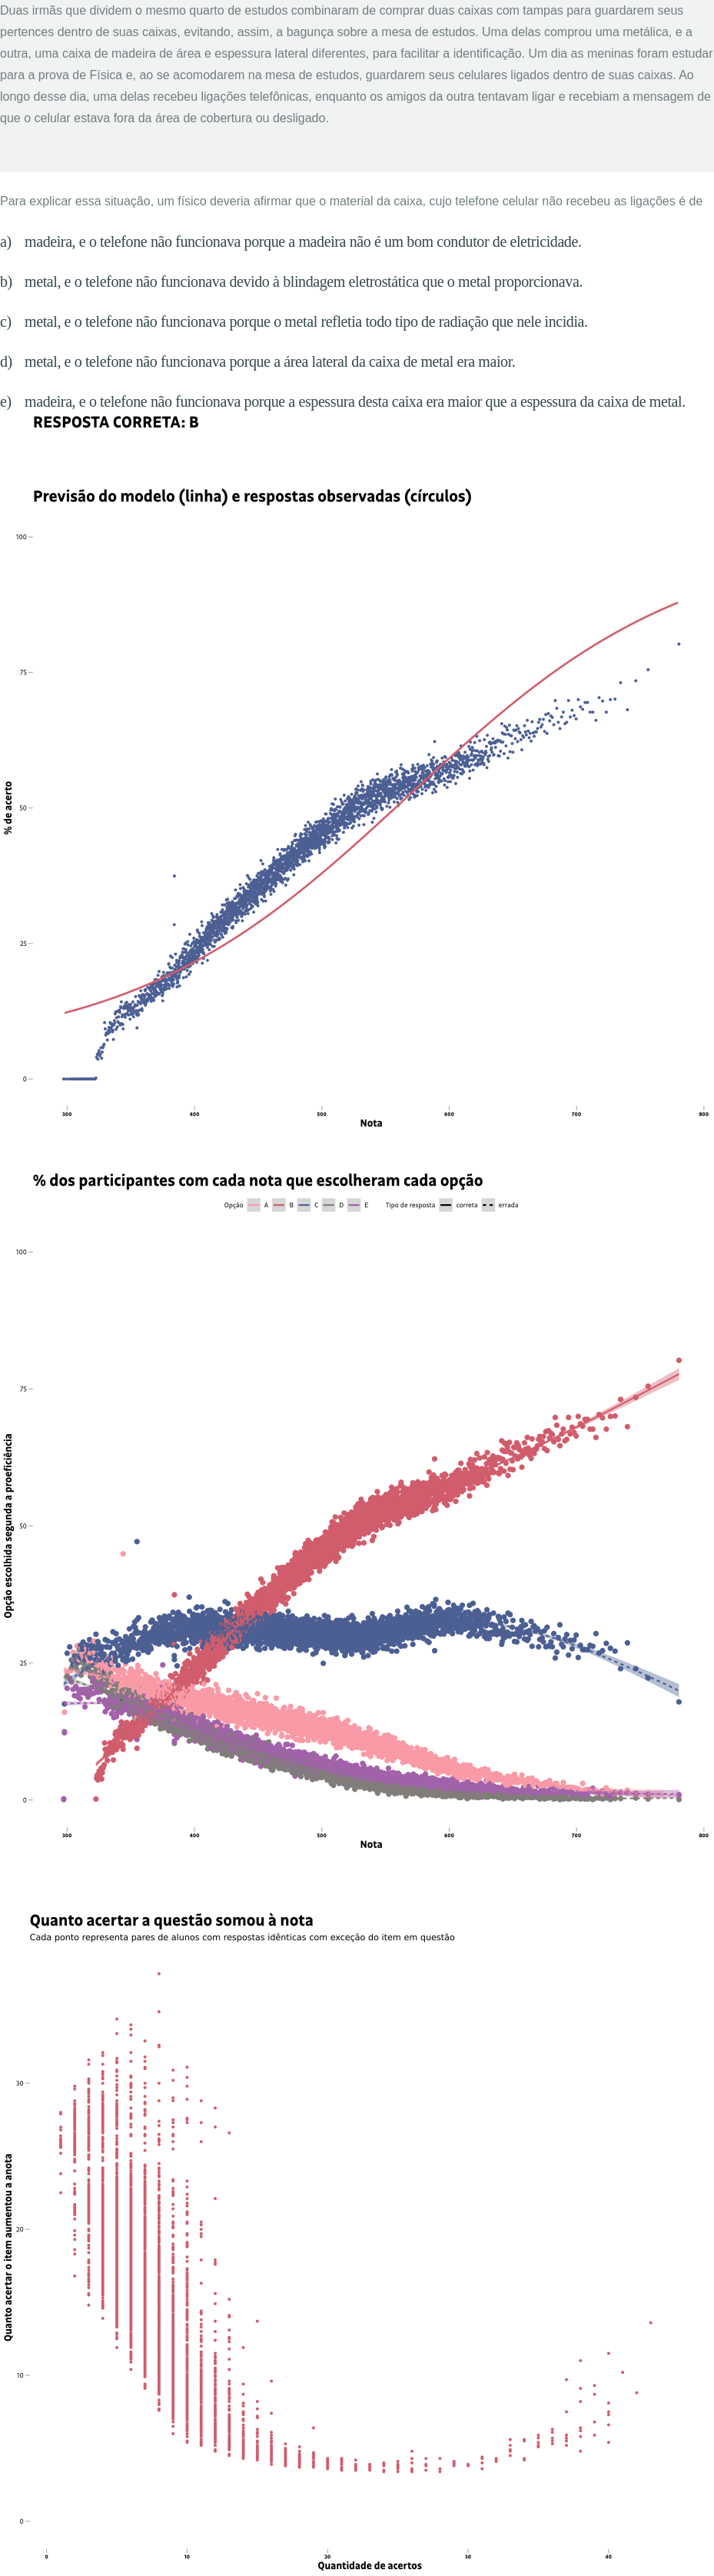 Duas irmãs que dividem o mesmo quarto de estudos combinaram de comprar duas caixas com tampas para guardarem seus
pertences dentro de suas caixas, evitando, assim, a bagunça sobre a mesa de estudos. Uma delas comprou uma metálica, e a
outra, uma caixa de madeira de área e espessura lateral diferentes, para facilitar a identificação. Um dia as meninas foram estudar
para a prova de Física e, ao se acomodarem na mesa de estudos, guardarem seus celulares ligados dentro de suas caixas. Ao
longo desse dia, uma delas recebeu ligações telefônicas, enquanto os amigos da outra tentavam ligar e recebiam a mensagem de
que o celular estava fora da área de cobertura ou desligado.
Para explicar essa situação, um físico deveria afirmar que o material da caixa, cujo telefone celular não recebeu as ligações é de
a) madeira, e o telefone não funcionava porque a madeira não é um bom condutor de eletricidade.
b) metal, e o telefone não funcionava devido à blindagem eletrostática que o metal proporcionava.
c) metal, e o telefone não funcionava porque o metal refletia todo tipo de radiação que nele incidia.
d) metal, e o telefone não funcionava porque a área lateral da caixa de metal era maior.
e) madeira, e o telefone não funcionava porque a espessura desta caixa era maior que a espessura da caixa de metal.
RESPOSTA CORRETA: B
Previsão do modelo (linha) e respostas observadas (círculos)
100
75
50
25
0
% de acerto
300 400 500 600 700 800
Nota
% dos participantes com cada nota que escolheram cada opção
Opção A B C D E Tipo de resposta correta errada
100
75
50
25
0
Opção escolhida segunda a proeficiência
300 400 500 600 700 800
Nota
Quanto acertar a questão somou à nota
Cada ponto representa pares de alunos com respostas idênticas com exceção do item em questão
30
20
10
0
Quanto acertar o item aumentou a anota
0 10 20 30 40
Quantidade de acertos